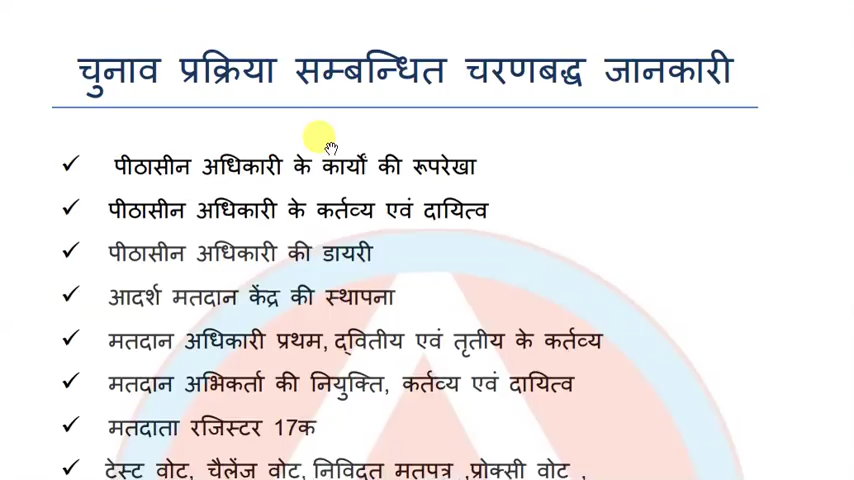 चुनाव प्रक्रिया सम्बन्धित चरणबद्ध जानकारी
✓ पीठासीन अधिकारी के कार्यों की रूपरेखा
✓ पीठासीन अधिकारी के कर्तव्य एवं दायित्व
✓ पीठासीन अधिकारी की डायरी
✓ आदर्श मतदान केंद्र की स्थापना
✓ मतदान अधिकारी प्रथम, द्वितीय एवं तृतीय के कर्तव्य
✓ मतदान अभिकर्ता की नियुक्ति, कर्तव्य एवं दायित्व
✓ मतदाता रजिस्टर 17क
✓ टेस्ट वोट, चैलेंज वोट, निविदत मतपत्र ,प्रोक्सी वोट ,